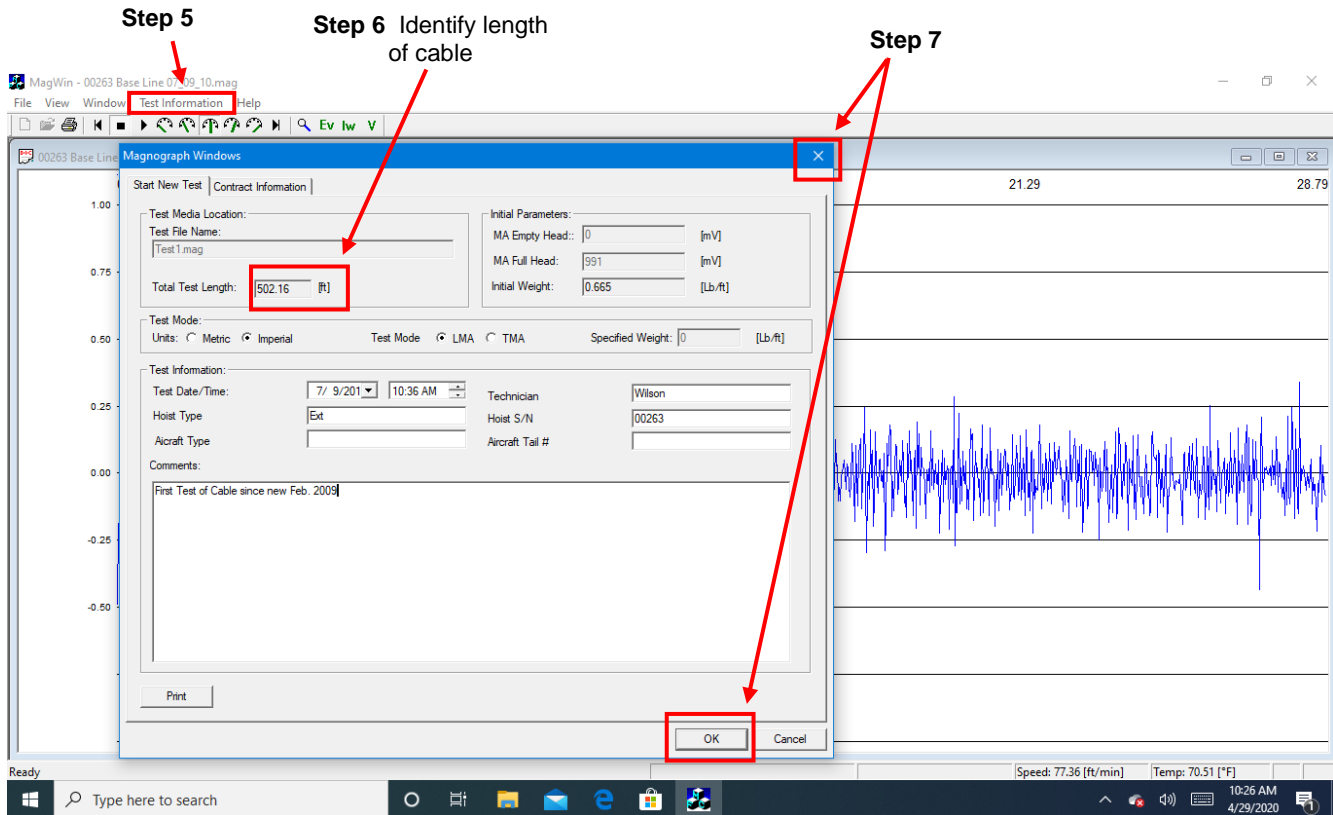 Step 5
Step 6 Identify length
of cable
Step 7
MagWin - 00263 Base Line 07_09_10.mag
File View Window Test Information Help
Ev Iw V
00263 Base Line
Magnograph Windows
21.29
28.79
Start New Test
Contract Information
1.00
0.75
0.50
0.25
0.00
-0.25
-0.50
Test Media Location:
Test File Name:
Test1.mag
Total Test Length: 502.16 [ft]
Initial Parameters:
MA Empty Head:: 0 [mV]
MA Full Head: 991 [mV]
Initial Weight: 0.665 [Lb/ft]
Test Mode:
Units: Metric Imperial Test Mode LMA TMA Specified Weight: 0 [Lb/ft]
Test Information:
Test Date/Time: 7/ 9/201 10:36 AM Technician Wilson
Hoist Type Ext Hoist S/N 00263
Aicraft Type Aircraft Tail #
Comments:
First Test of Cable since new Feb. 2009
Print
OK Cancel
Ready
Speed: 77.36 [ft/min] Temp: 70.51 [°F]
Type here to search
10:26 AM
4/29/2020
1